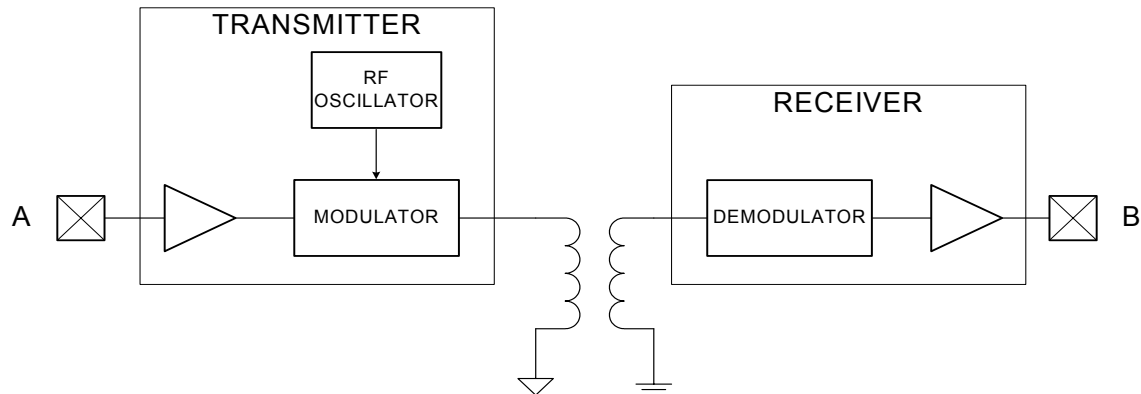 TRANSMITTER
RF
OSCILLATOR
RECEIVER
A
MODULATOR
DEMODULATOR
B